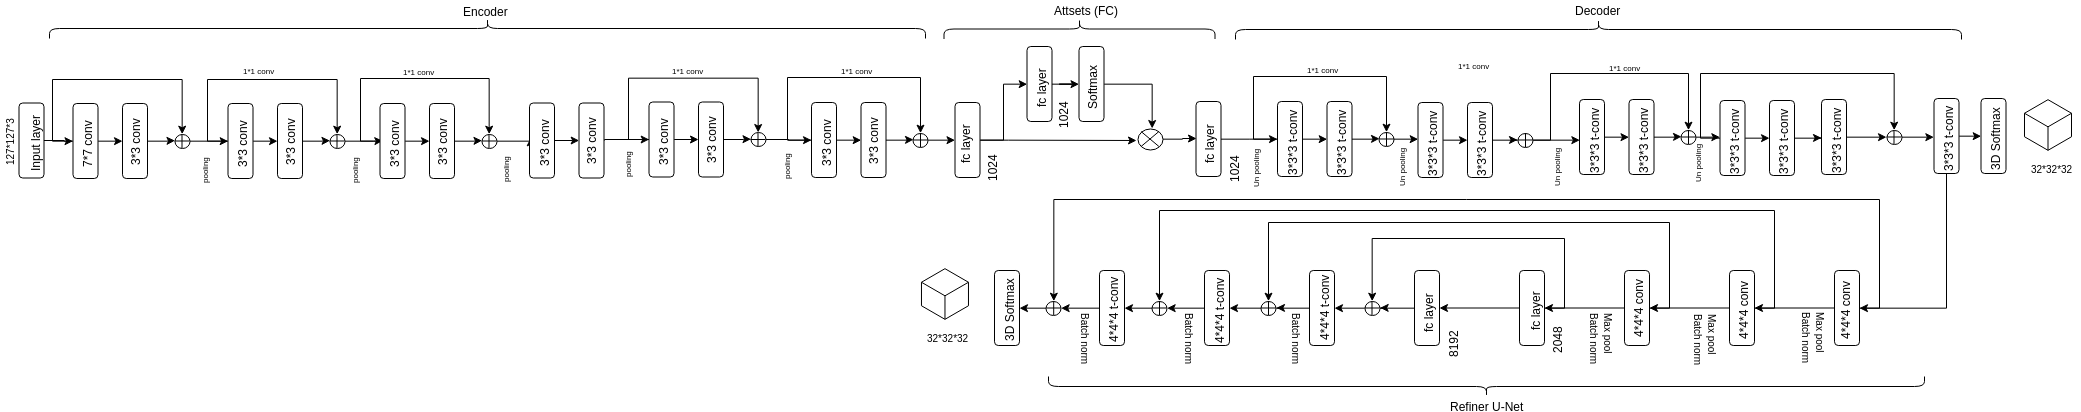 Encoder
Attsets (FC)
Decoder
127*127*3
Input layer
7*7 conv
3*3 conv
pooling
1*1 conv
3*3 conv
3*3 conv
pooling
1*1 conv
3*3 conv
3*3 conv
pooling
3*3 conv
3*3 conv
pooling
1*1 conv
3*3 conv
3*3 conv
pooling
1*1 conv
3*3 conv
3*3 conv
fc layer
1024
fc layer
1024
Softmax
fc layer
1024
Un pooling
1*1 conv
3*3*3 t-conv
3*3*3 t-conv
Un pooling
1*1 conv
3*3*3 t-conv
3*3*3 t-conv
Un pooling
1*1 conv
3*3*3 t-conv
3*3*3 t-conv
Un pooling
3*3*3 t-conv
3*3*3 t-conv
3*3*3 t-conv
3*3*3 t-conv
3D Softmax
32*32*32
32*32*32
3D Softmax
Batch norm
4*4*4 t-conv
Batch norm
4*4*4 t-conv
Batch norm
4*4*4 t-conv
fc layer
8192
fc layer
2048
Max pool
Batch norm
4*4*4 conv
Max pool
Batch norm
4*4*4 conv
Max pool
Batch norm
4*4*4 conv
Refiner U-Net